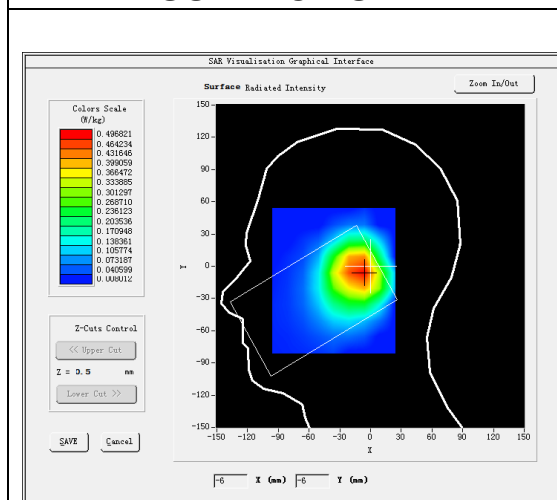 SAR Visualisation Graphical Interface
Surface Radiated Intensity
Zoom In/Out
Colors Scale
(W/kg)
0.496821
0.464234
0.431646
0.399059
0.366472
0.333885
0.301297
0.268710
0.236123
0.203536
0.170948
0.138361
0.105774
0.073187
0.040599
0.008012
Z-Cuts Control
<< Upper Cut
Z = 0.5 mm
Lower Cut >>
SAVE Cancel
150
120
90
60
30
0
-30
-60
-90
-120
-150
Y
-150 -120 -90 -60 -30 0 30 60 90 120 150
X
-6 X (mm) -6 Y (mm)